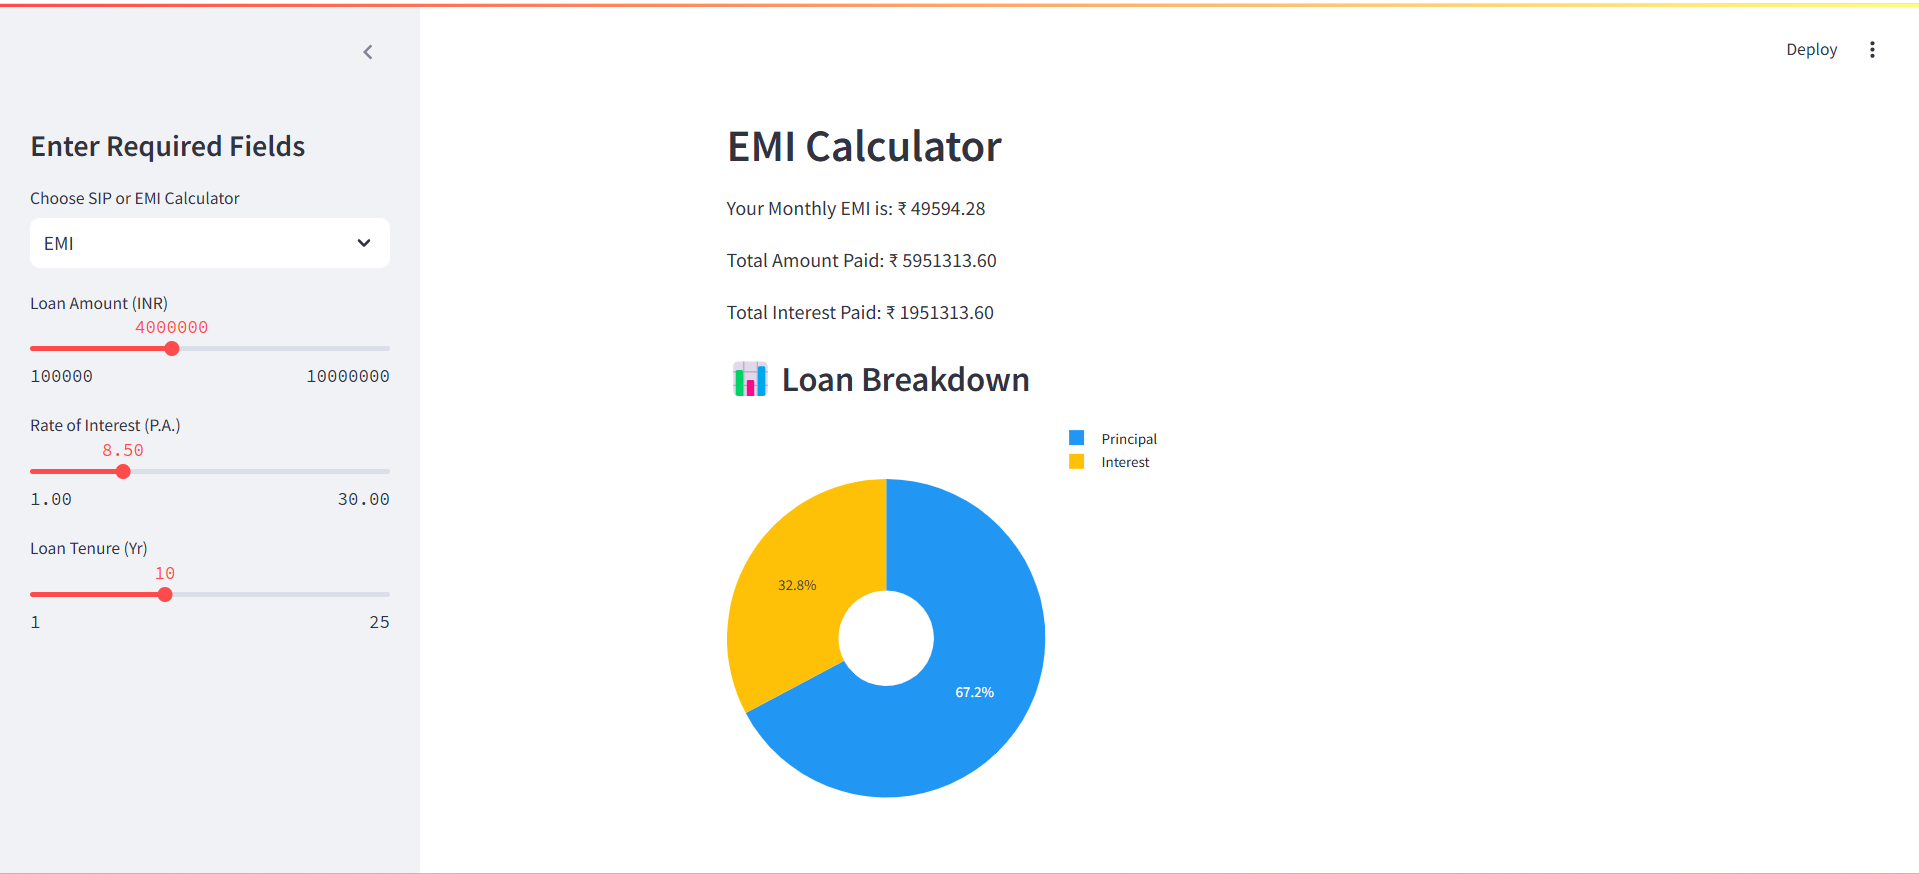 Deploy
Enter Required Fields
Choose SIP or EMI Calculator
EMI
Loan Amount (INR)
4000000
100000 10000000
Rate of Interest (P.A.)
8.50
1.00 30.00
Loan Tenure (Yr)
10
1 25
EMI Calculator
Your Monthly EMI is: ₹ 49594.28
Total Amount Paid: ₹ 5951313.60
Total Interest Paid: ₹ 1951313.60
Loan Breakdown
Principal
Interest
32.8%
67.2%